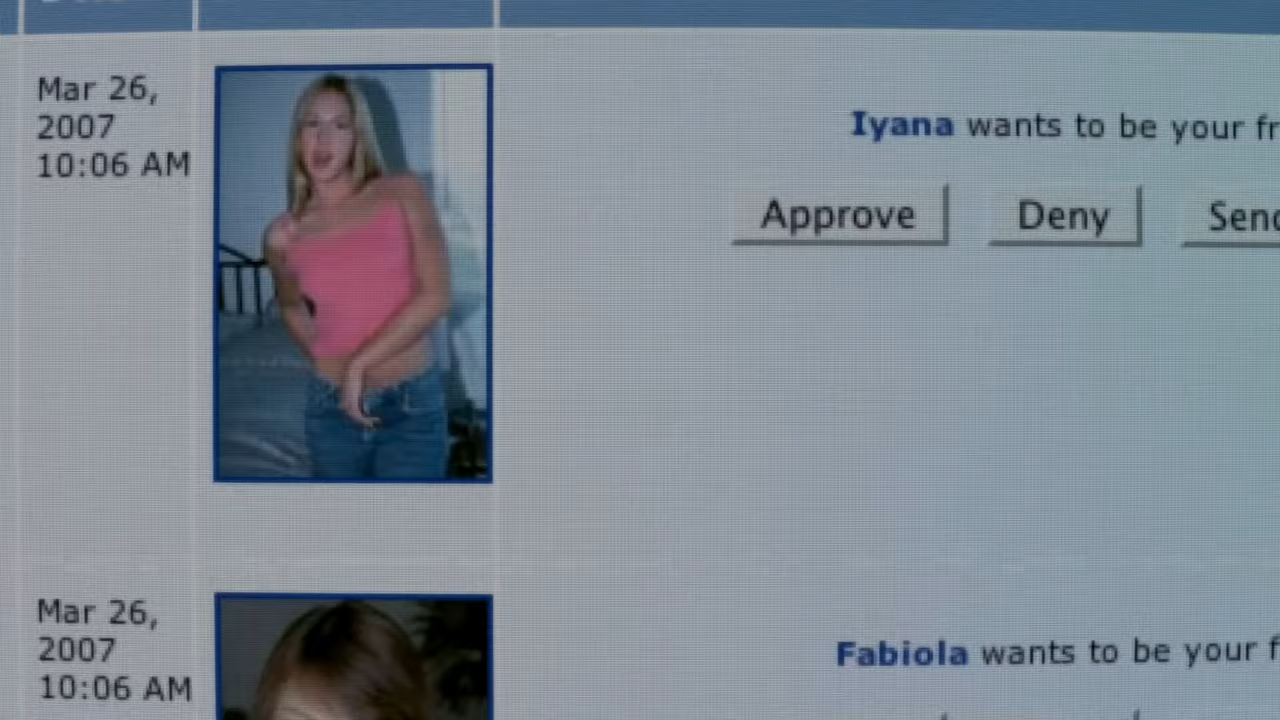 Mar 26,
2007
10:06 AM
Iyana wants to be your fr
Approve
Deny
Send
Mar 26,
2007
10:06 AM
Fabiola wants to be your f